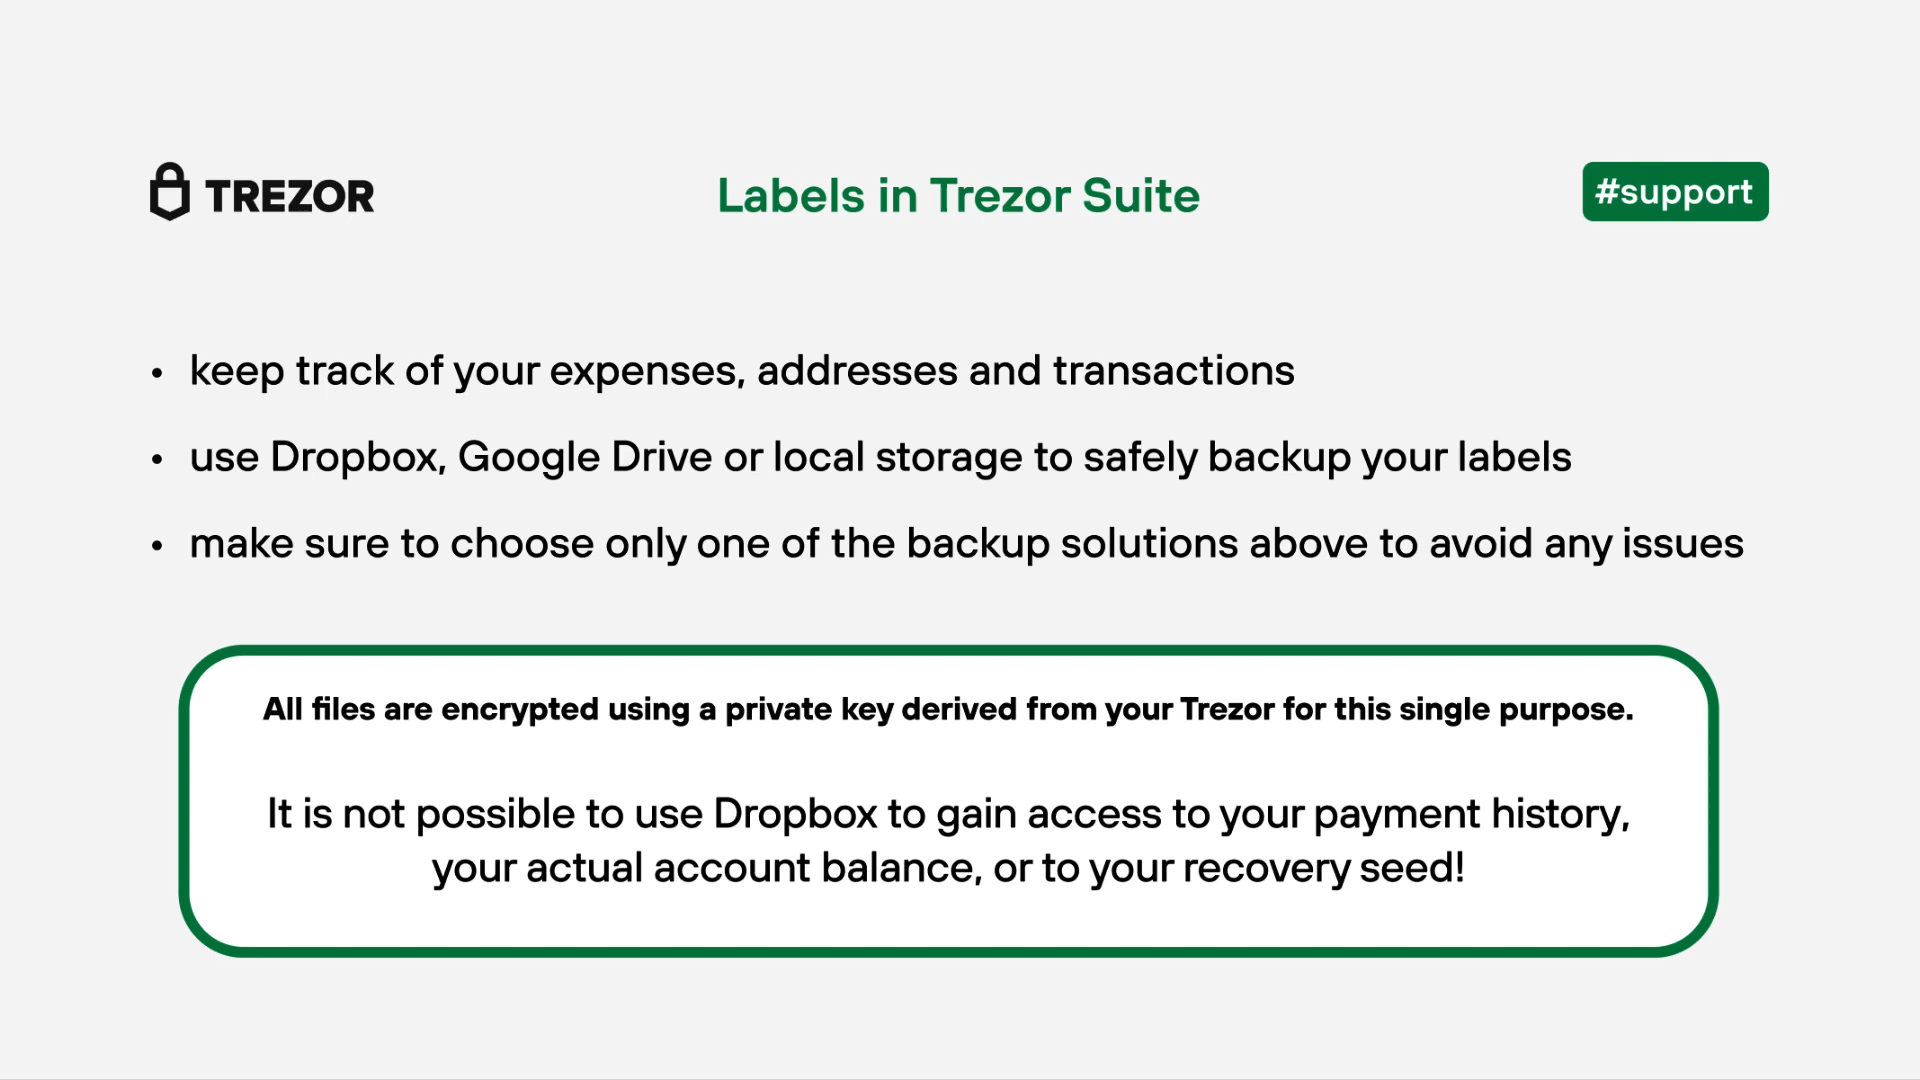 TREZOR
Labels in Trezor Suite
#support
• keep track of your expenses, addresses and transactions
• use Dropbox, Google Drive or local storage to safely backup your labels
• make sure to choose only one of the backup solutions above to avoid any issues
All files are encrypted using a private key derived from your Trezor for this single purpose.
It is not possible to use Dropbox to gain access to your payment history,
your actual account balance, or to your recovery seed!